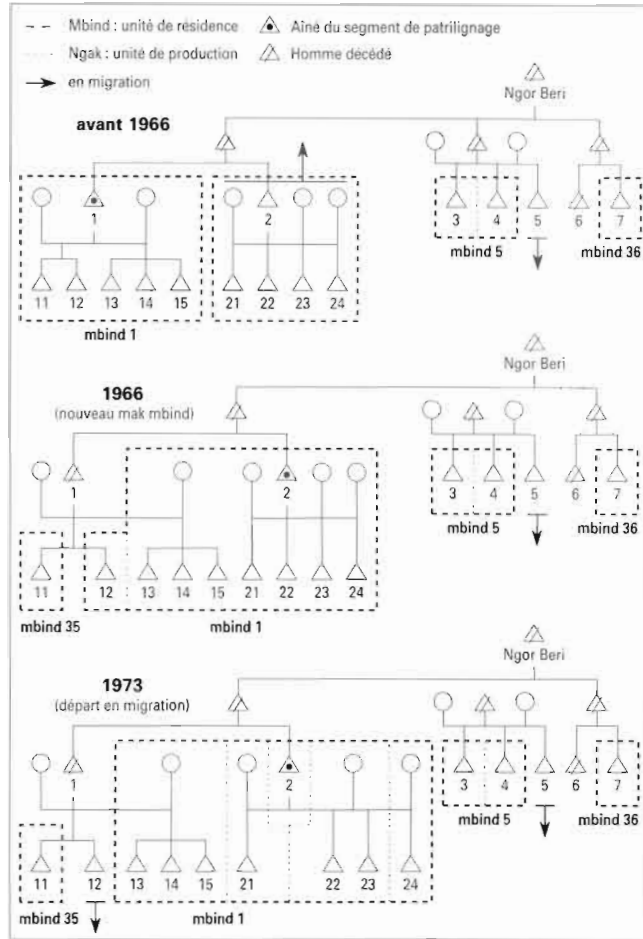 Mbind : unité de résidence
Aîné du segment de patrilignage
Ngak : unité de production
Homme décédé
en migration
Ngor Beri
avant 1966
1 2 3 4 5 6 7
mbind 5 mbind 36
11 12 13 14 15 21 22 23 24
mbind 1
Ngor Beri
1966
(nouveau mak mbind)
1 2 3 4 5 6 7
mbind 5 mbind 36
11 12 13 14 15 21 22 23 24
mbind 35 mbind 1
Ngor Beri
1973
(départ en migration)
1 2 3 4 5 6 7
mbind 5 mbind 36
11 12 13 14 15 21 22 23 24
mbind 35 mbind 1